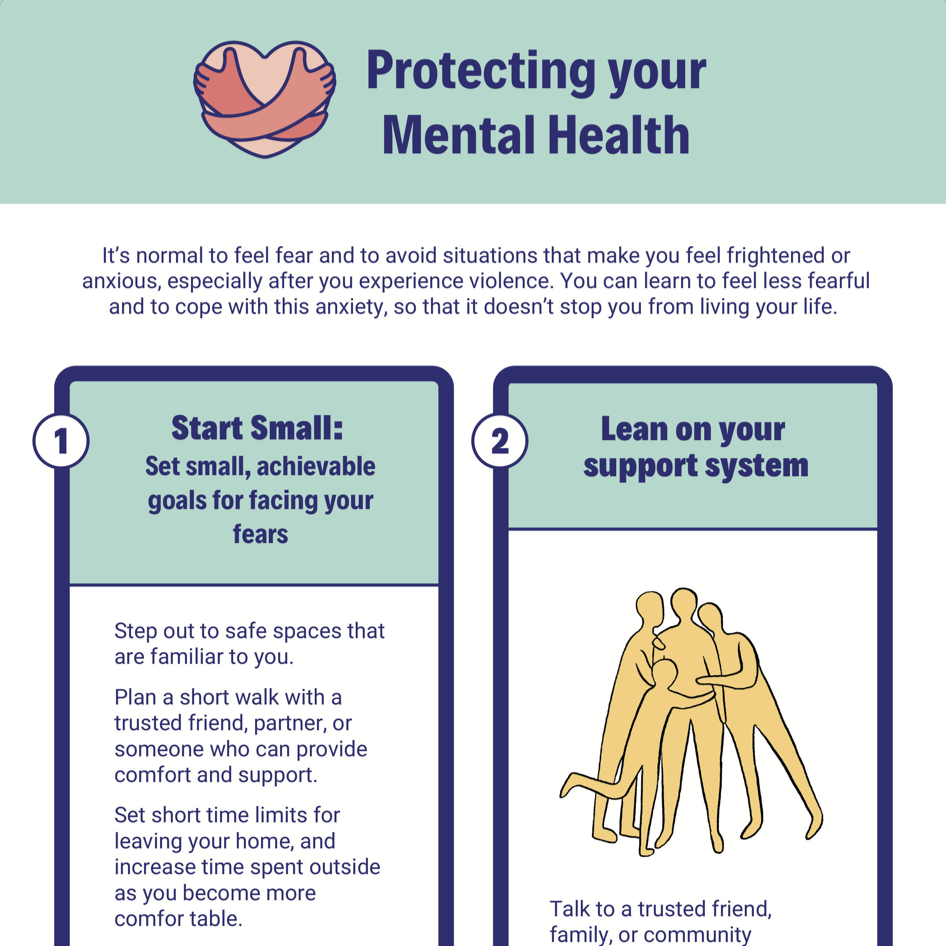 Protecting your
Mental Health
It’s normal to feel fear and to avoid situations that make you feel frightened or
anxious, especially after you experience violence. You can learn to feel less fearful
and to cope with this anxiety, so that it doesn’t stop you from living your life.
1
Start Small:
Set small, achievable
goals for facing your
fears
Step out to safe spaces that
are familiar to you.
Plan a short walk with a
trusted friend, partner, or
someone who can provide
comfort and support.
Set short time limits for
leaving your home, and
increase time spent outside
as you become more
comfor table.
2
Lean on your
support system
Talk to a trusted friend,
family, or community